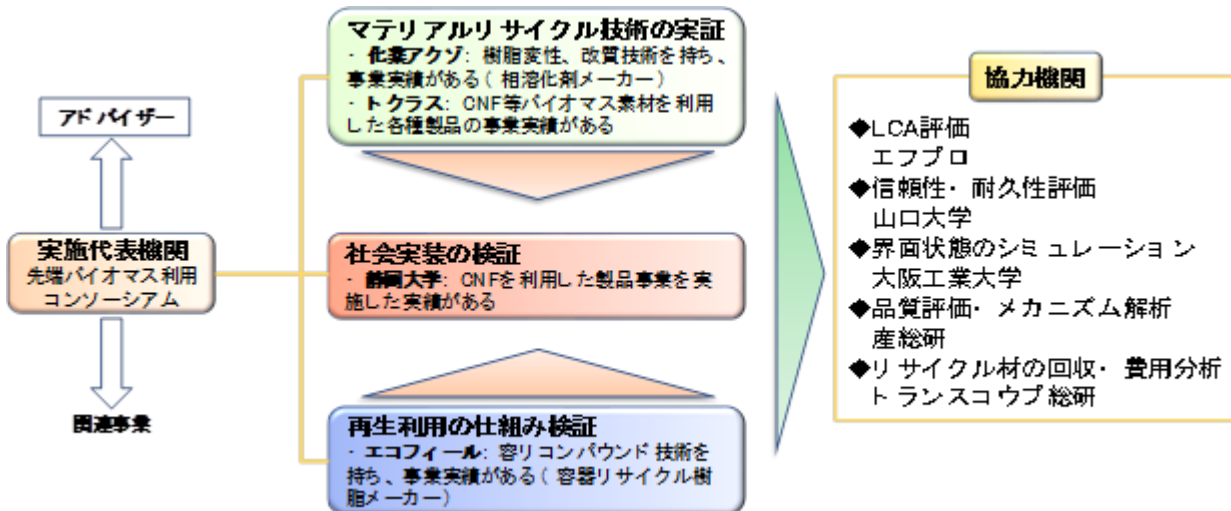 マテリアルリサイクル技術の実証
・化薬アクゾ: 樹脂変性、改質技術を持ち、
事業実績がある( 相溶化剤メーカー)
・トクラス: CNF等バイオマス素材を利用
した各種製品の事業実績がある
アドバイザー
実施代表機関
先端バイオマス利用
コンソーシアム
関連事業
社会実装の検証
・静岡大学: CNFを利用した製品事業を実
施した実績がある
再生利用の仕組み検証
・エコフィール: 容リコンパウンド技術を
持ち、事業実績がある( 容器リサイクル樹
脂メーカー)
協力機関
◆LCA評価
エフプロ
◆信頼性・耐久性評価
山口大学
◆界面状態のシミュレーション
大阪工業大学
◆品質評価・メカニズム解析
産総研
◆リサイクル材の回収・費用分析
トランスコウプ総研